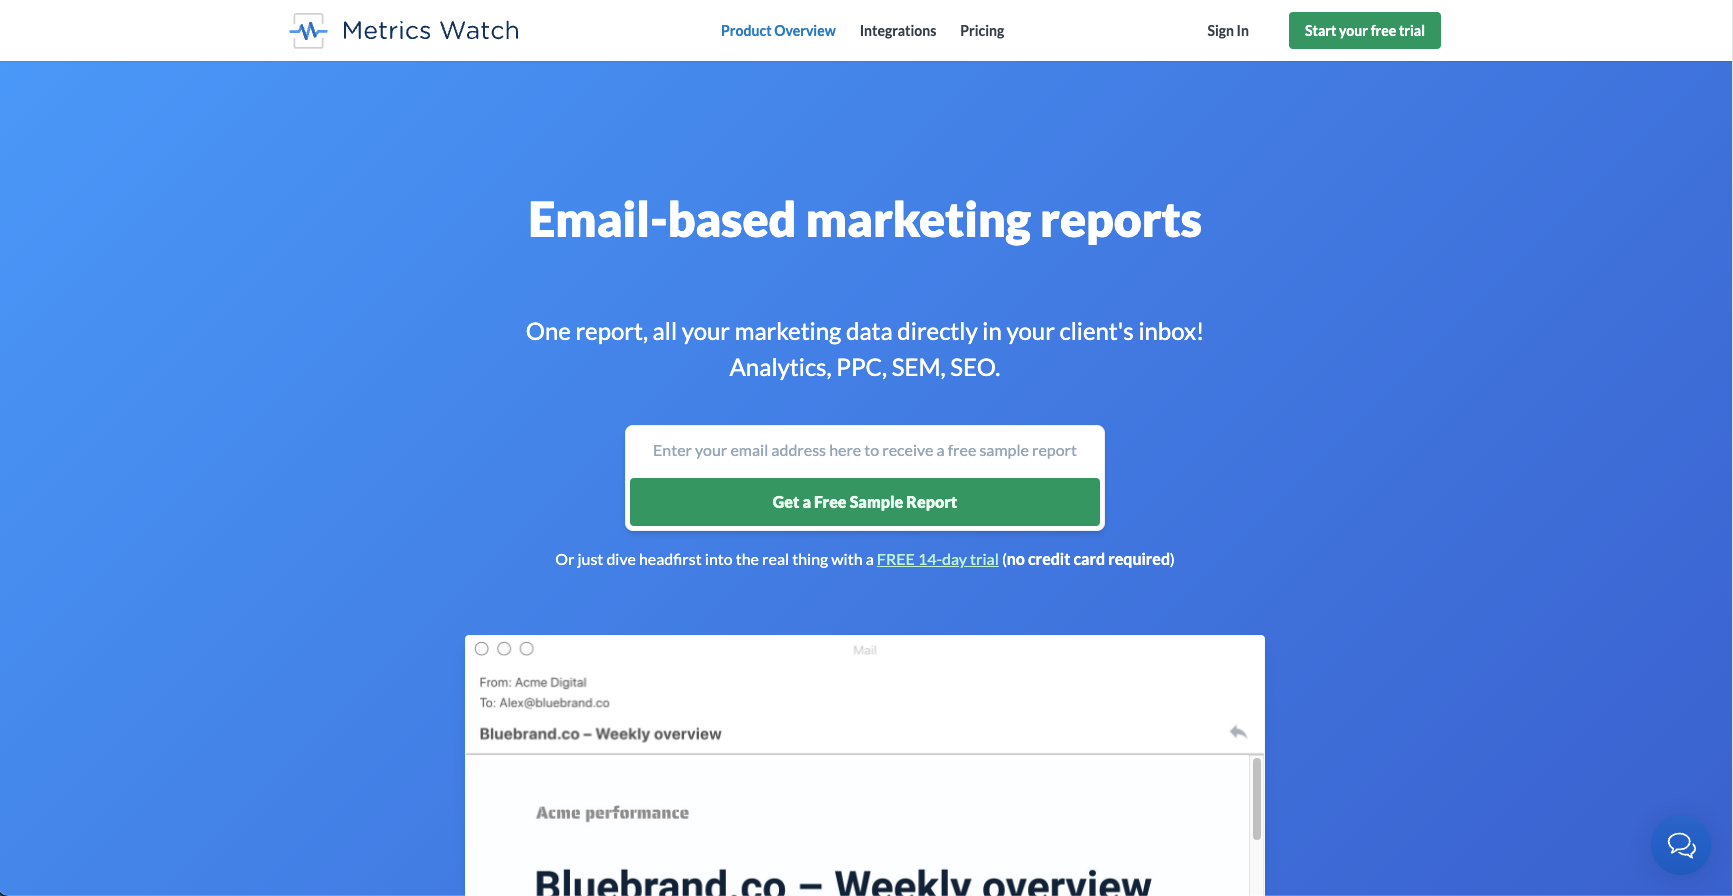 Metrics Watch
Product Overview
Integrations
Pricing
Sign In
Start your free trial
Email-based marketing reports
One report, all your marketing data directly in your client's inbox!
Analytics, PPC, SEM, SEO.
Enter your email address here to receive a free sample report
Get a Free Sample Report
Or just dive headfirst into the real thing with a FREE 14-day trial (no credit card required)
Mail
From: Acme Digital
To: Alex@bluebrand.co
Bluebrand.co – Weekly overview
Acme performance
Bluebrand.co – Weekly overview